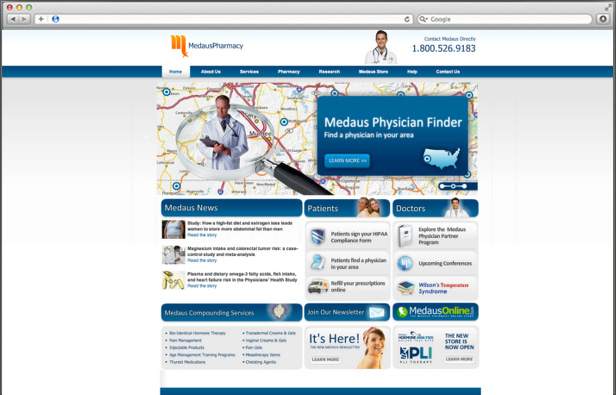 Google
MedausPharmacy
Contact Medaus Directly
1.800.526.9183
Home
About Us
Services
Pharmacy
Research
Medaus Store
Help
Contact Us
Medaus Physician Finder
Find a physician in your area
LEARN MORE >>
Medaus News
Study: How a high-fat diet and estrogen loss leads
women to store more abdominal fat than men
Read the story
Magnesium intake and colorectal tumor risk: a case-
control study and meta-analysis
Read the story
Plasma and dietary omega-3 fatty acids, fish intake,
and heart failure risk in the Physicians' Health Study
Read the story
Patients
Patients sign your HIPAA
Compliance Form
Patients find a physician
in your area
Refill your prescriptions
online
Doctors
Explore the Medaus
Physician Partner
Program
Upcoming Conferences
Wilson's Temperature
Syndrome
Medaus Compounding Services
Bio-Identical Hormone Therapy
Pain Management
Injectable Products
Age Management Training Programs
Thyroid Medications
Transdermal Creams & Gels
Vaginal Creams & Gels
Pain Gels
Mesotherapy Items
Chelating Agents
Join Our Newsletter
It's Here!
THE NEW MEDAUS NEWSLETTER
LEARN MORE
MedausOnline
HORMONE ANALYSIS
PLI
PLI THERAPY
THE NEW
STORE IS
NOW OPEN
LEARN MORE